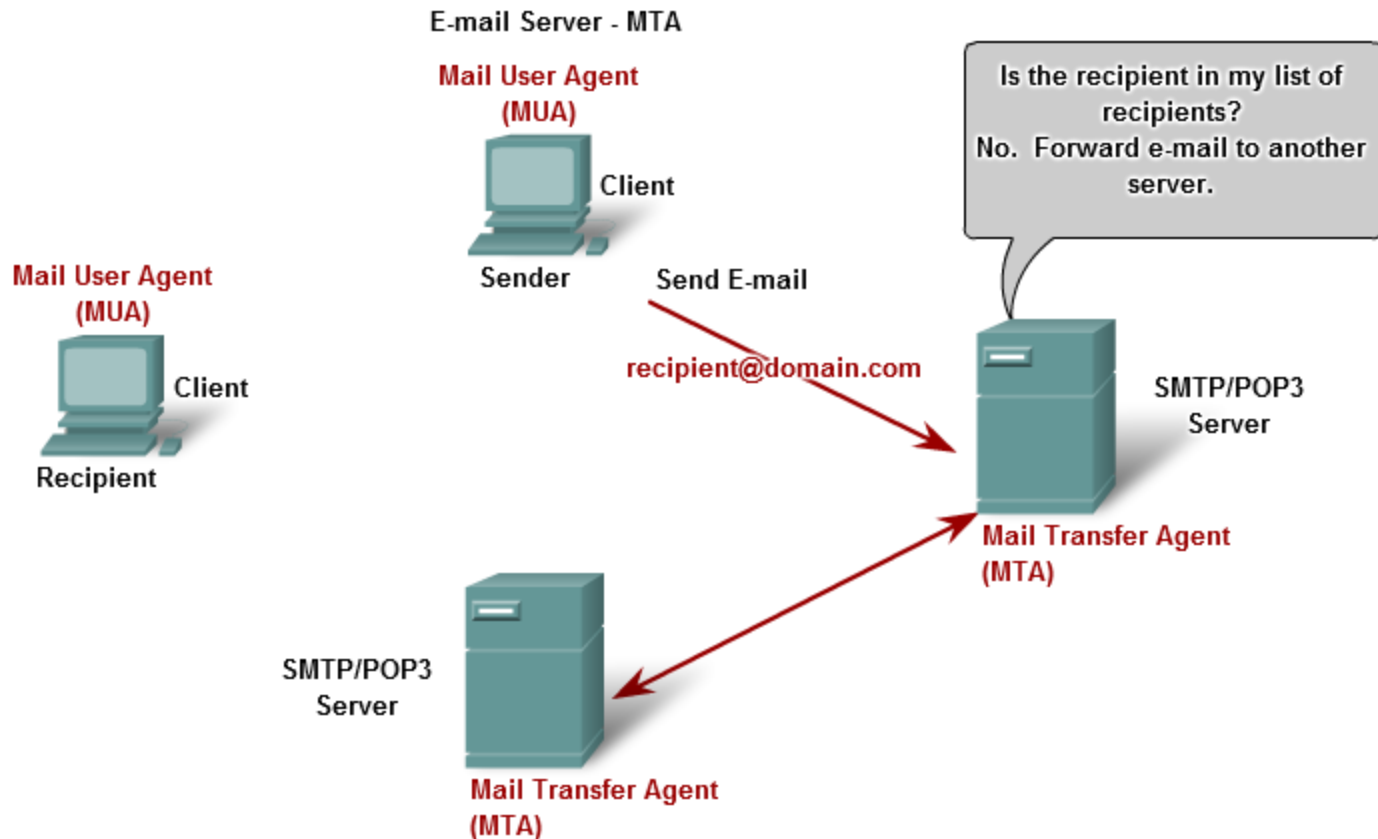 E-mail Server - MTA
Mail User Agent
(MUA)
Client
Sender
Is the recipient in my list of
recipients?
No.  Forward e-mail to another
server.
Mail User Agent
(MUA)
Client
Recipient
Send E-mail
recipient@domain.com
SMTP/POP3
Server
Mail Transfer Agent
(MTA)
SMTP/POP3
Server
Mail Transfer Agent
(MTA)